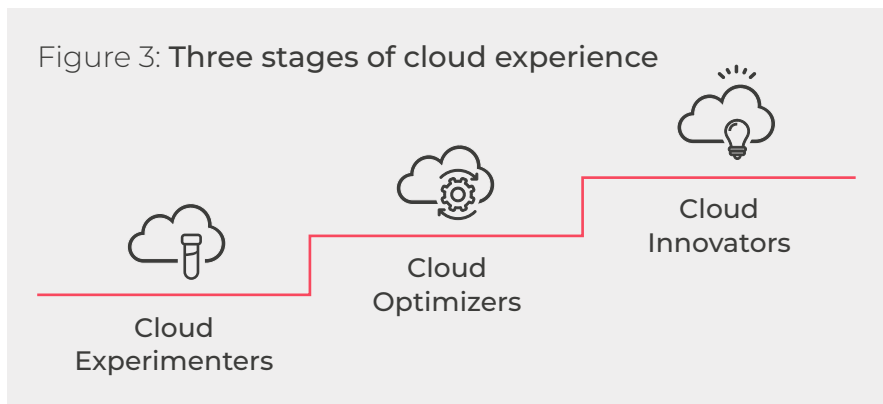 Figure 3: Three stages of cloud experience
Cloud
Experimenters
Cloud
Optimizers
Cloud
Innovators